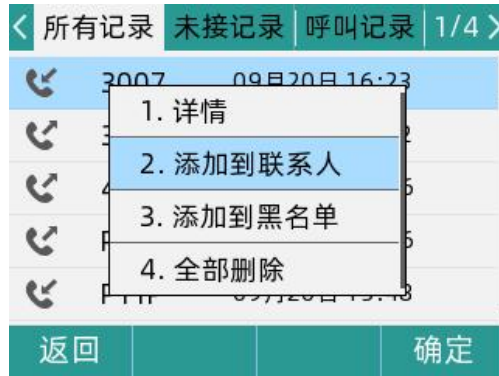 所有记录 未接记录 呼叫记录 1/4
3007 09月20日 16:23
1. 详情
2. 添加到联系人
3. 添加到黑名单
4. 全部删除
返回 确定